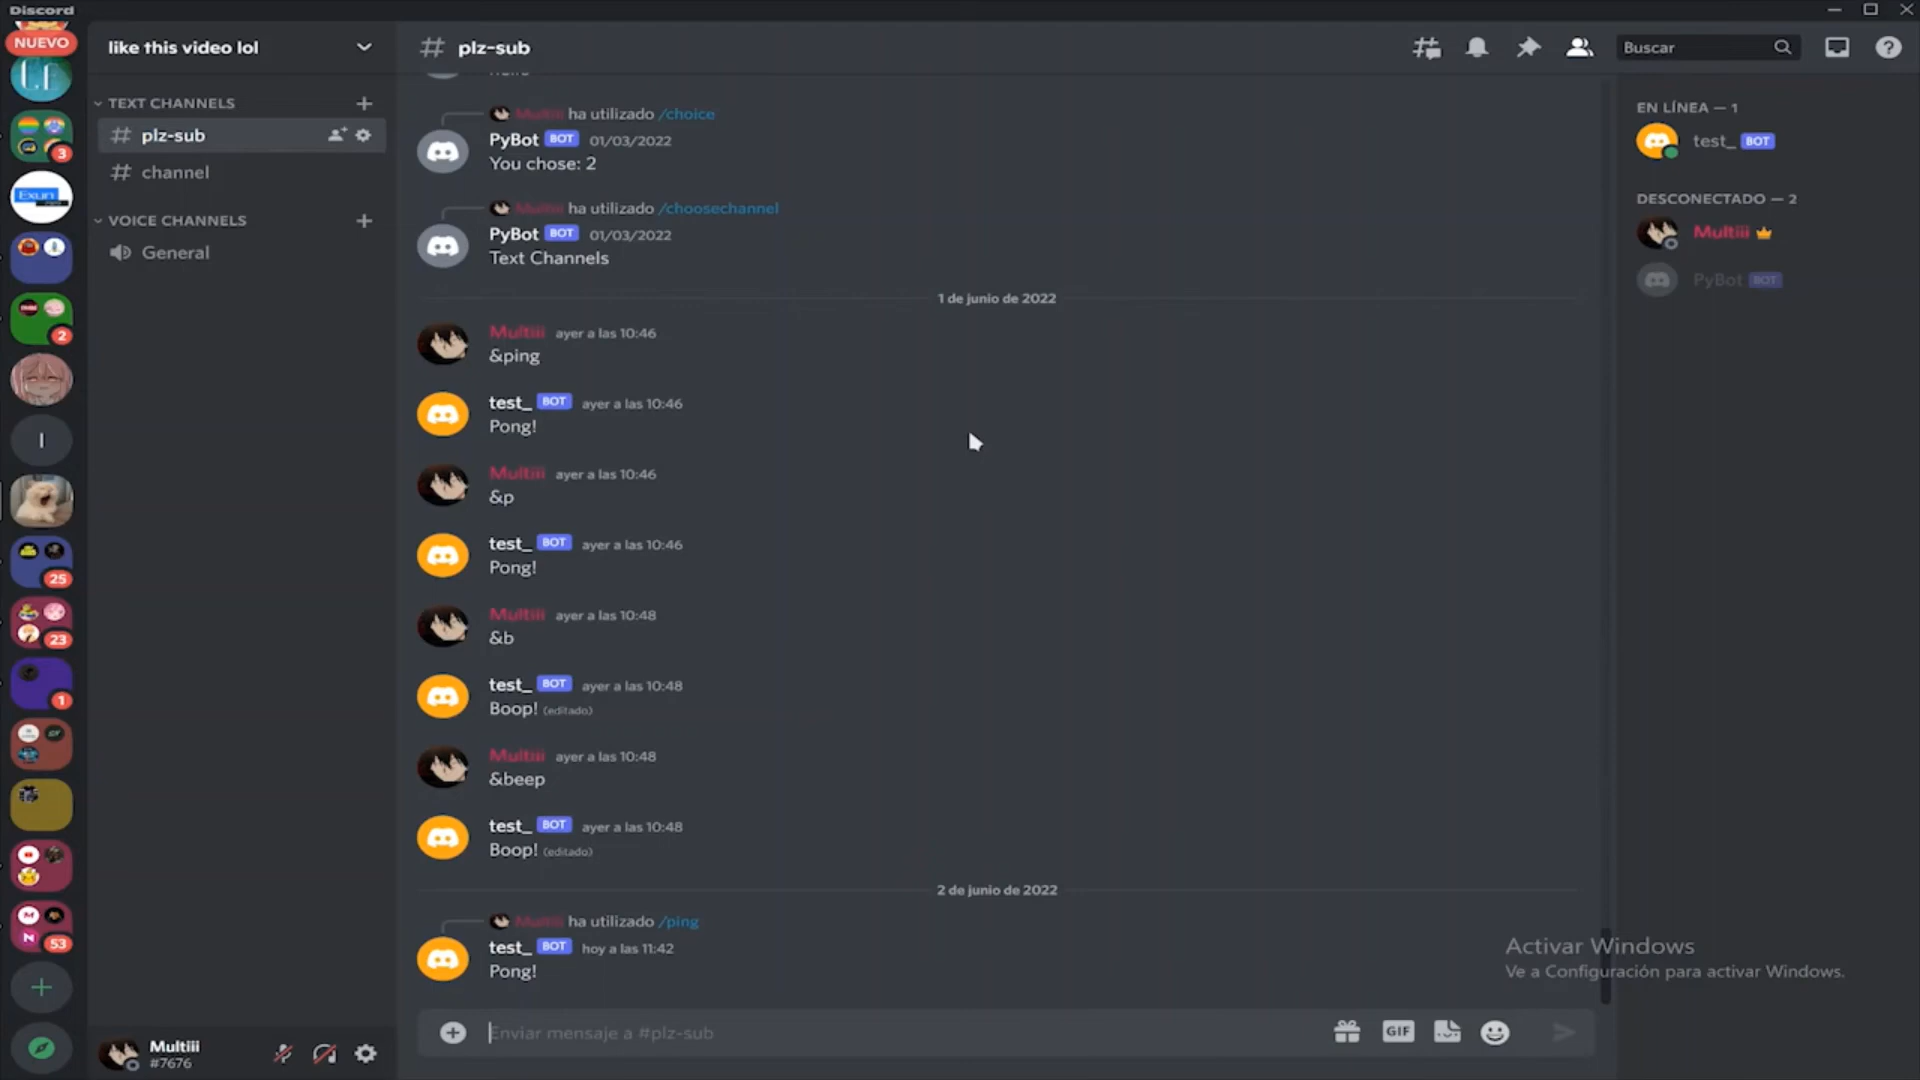 Discord
NUEVO
CE
3
Exun
2
I
25
23
1
53
like this video lol
TEXT CHANNELS
plz-sub
channel
VOICE CHANNELS
General
Multiii
#7676
# plz-sub
Buscar
Multiii ha utilizado /choice
PyBot BOT 01/03/2022
You chose: 2
Multiii ha utilizado /choosechannel
PyBot BOT 01/03/2022
Text Channels
1 de junio de 2022
Multiii ayer a las 10:46
&ping
test_ BOT ayer a las 10:46
Pong!
Multiii ayer a las 10:46
&p
test_ BOT ayer a las 10:46
Pong!
Multiii ayer a las 10:48
&b
test_ BOT ayer a las 10:48
Boop! (editado)
Multiii ayer a las 10:48
&beep
test_ BOT ayer a las 10:48
Boop! (editado)
2 de junio de 2022
Multiii ha utilizado /ping
test_ BOT hoy a las 11:42
Pong!
Enviar mensaje a #plz-sub
GIF
EN LÍNEA — 1
test_ BOT
DESCONECTADO — 2
Multiii
PyBot BOT
Activar Windows
Ve a Configuración para activar Windows.